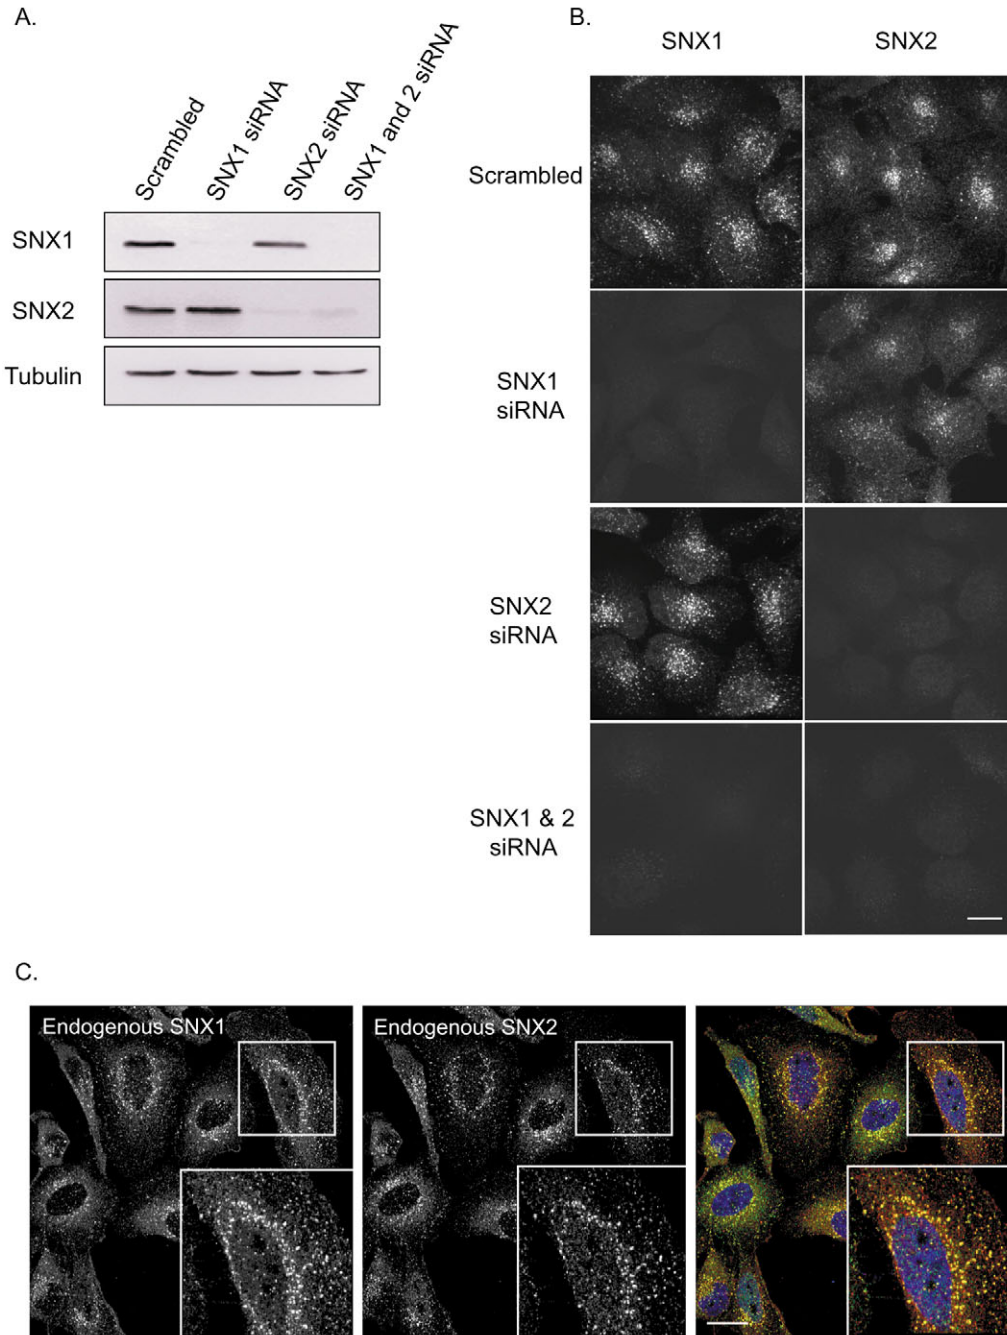 A.
Scrambled
SNX1 siRNA
SNX2 siRNA
SNX1 and 2 siRNA
SNX1
SNX2
Tubulin
B.
SNX1
SNX2
Scrambled
SNX1
siRNA
SNX2
siRNA
SNX1 & 2
siRNA
C.
Endogenous SNX1
Endogenous SNX2